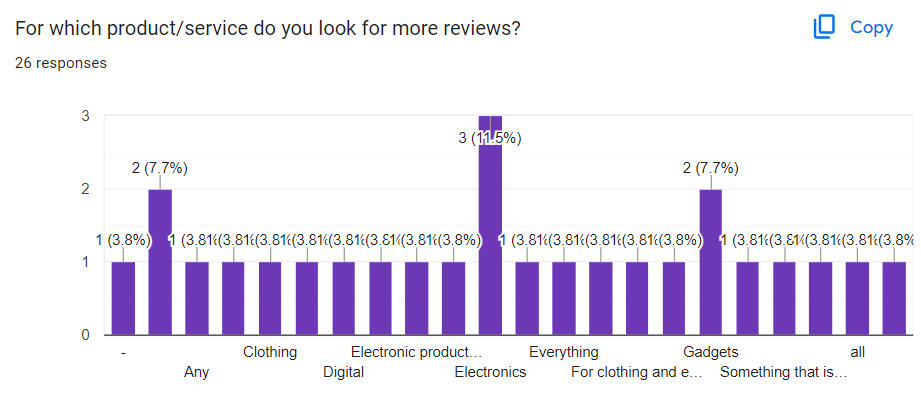 For which product/service do you look for more reviews?
Copy
26 responses
3
3 (11.5%)
2 (7.7%)
2 (7.7%)
2
1 (3.8%)
1 (3.8%)
1 (3.8%)
1
0
-
Clothing
Electronic product…
Everything
Gadgets
all
Any
Digital
Electronics
For clothing and e…
Something that is…